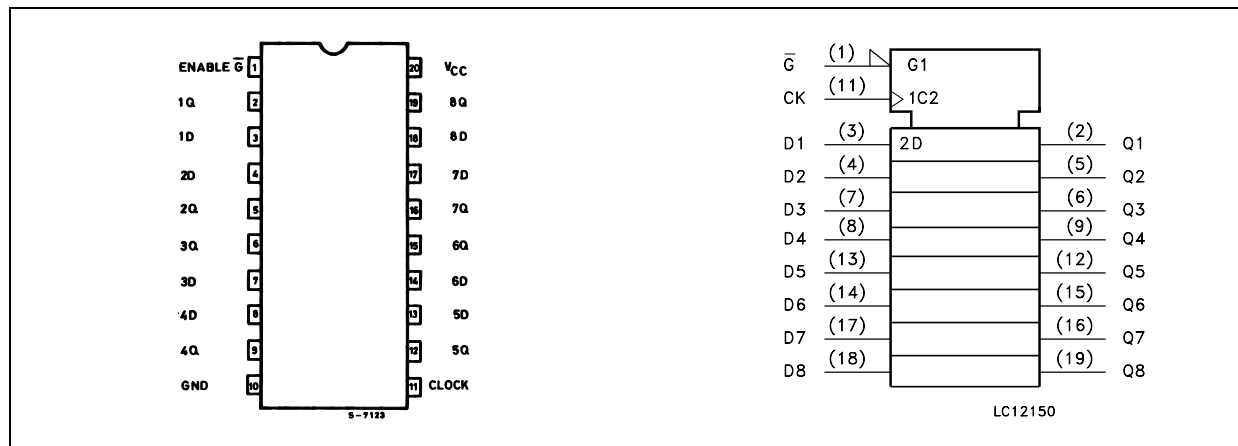 ENABLE G̅ 1 20 VCC
1Q 2 19 8Q
1D 3 18 8D
2D 4 17 7D
2Q 5 16 7Q
3Q 6 15 6Q
3D 7 14 6D
4D 8 13 5D
4Q 9 12 5Q
GND 10 11 CLOCK
S-7123
G̅ (1) G1
CK (11) 1C2
D1 (3) 2D (2) Q1
D2 (4) (5) Q2
D3 (7) (6) Q3
D4 (8) (9) Q4
D5 (13) (12) Q5
D6 (14) (15) Q6
D7 (17) (16) Q7
D8 (18) (19) Q8
LC12150